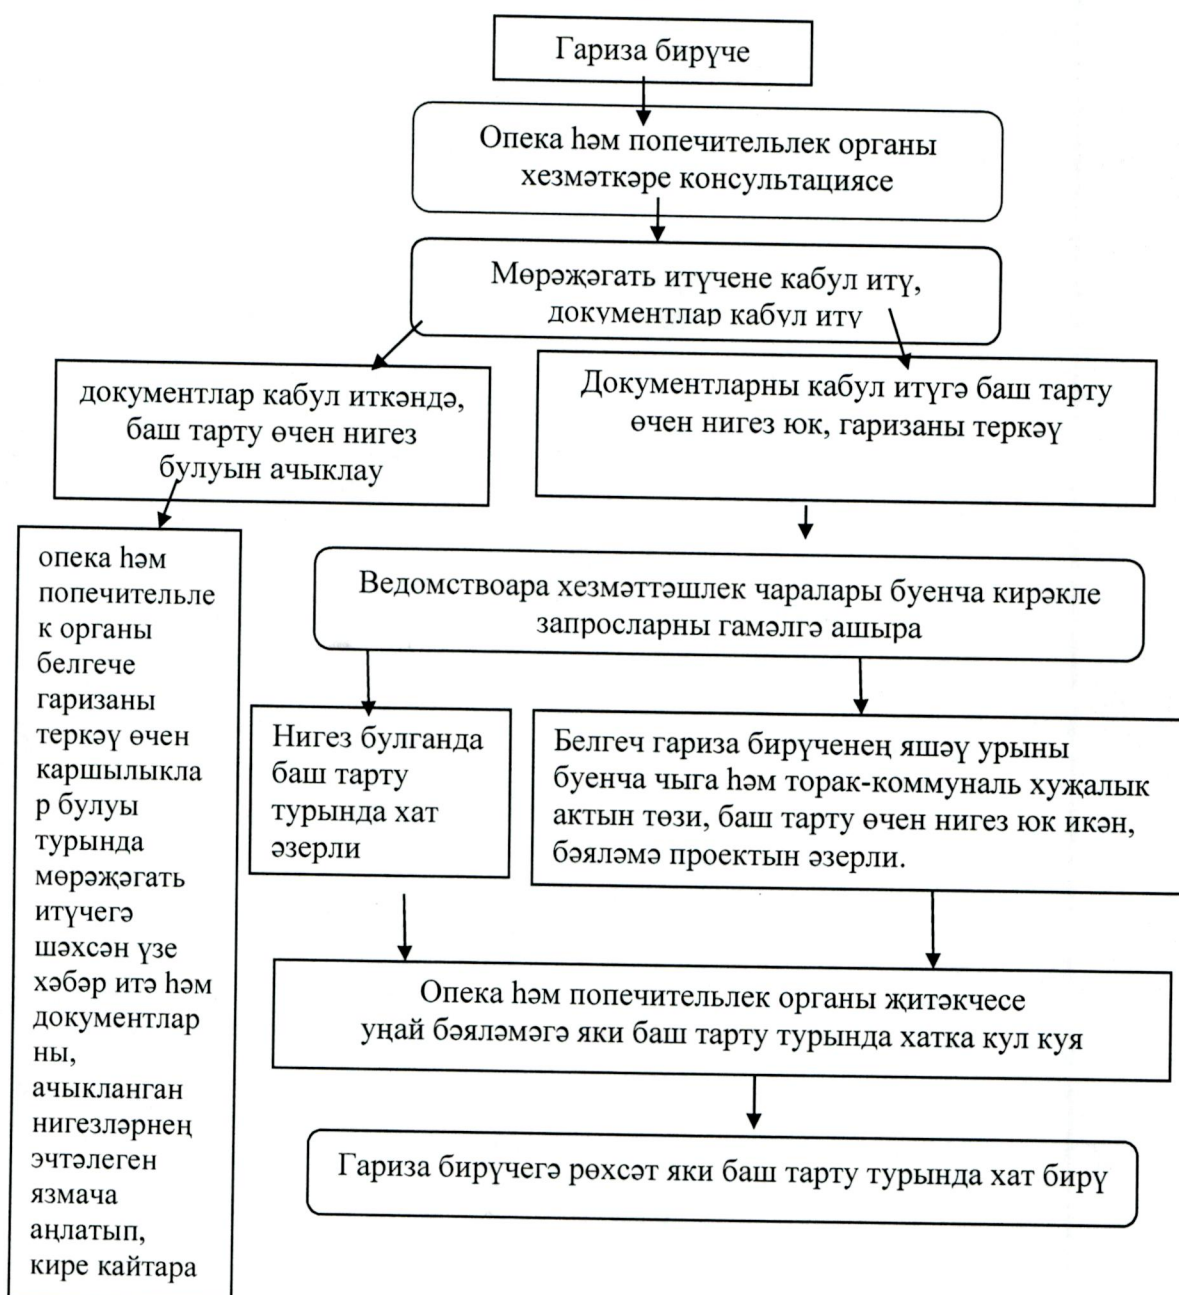 Гариза бирүче
Опека һәм попечительлек органы
хезмәткәре консультациясе
Мөрәҗәгать итүчене кабул итү,
документлар кабул итү
документлар кабул иткәндә,
баш тарту өчен нигез
булуын ачыклау
Документларны кабул итүгә баш тарту
өчен нигез юк, гаризаны теркәү
опека һәм
попечительле
к органы
белгече
гаризаны
теркәү өчен
каршылыкла
р булуы
турында
мөрәҗәгать
итүчегә
шәхсән үзе
хәбәр итә һәм
документлар
ны,
ачыкланган
нигезләрнең
эчтәлеген
язмача
аңлатып,
кире кайтара
Ведомствоара хезмәттәшлек чаралары буенча кирәкле
запросларны гамәлгә ашыра
Нигез булганда
баш тарту
турында хат
әзерли
Белгеч гариза бирүченең яшәү урыны
буенча чыга һәм торак-коммуналь хуҗалык
актын төзи, баш тарту өчен нигез юк икән,
бәяләмә проектын әзерли.
Опека һәм попечительлек органы җитәкчесе
уңай бәяләмәгә яки баш тарту турында хатка кул куя
Гариза бирүчегә рөхсәт яки баш тарту турында хат бирү